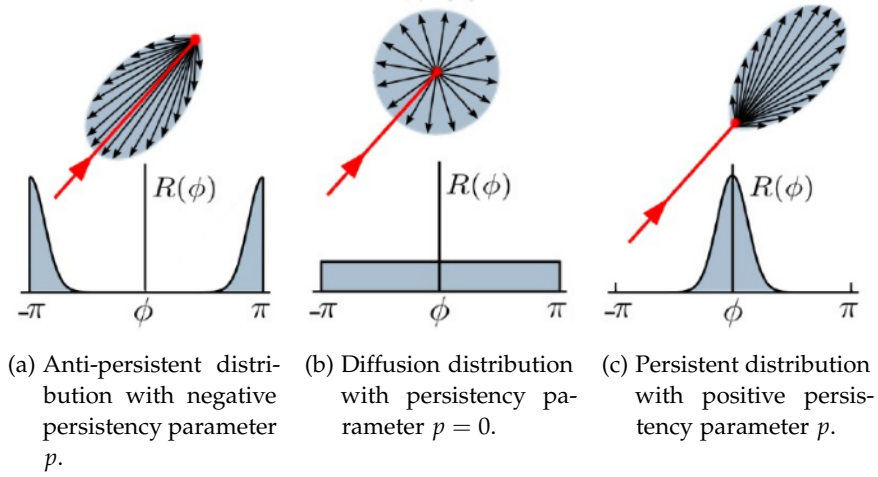 R(φ)
-π
φ
π
R(φ)
-π
φ
π
R(φ)
-π
φ
π
(a) Anti-persistent distri-
bution with negative
persistency parameter
p.
(b) Diffusion distribution
with persistency pa-
rameter p = 0.
(c) Persistent distribution
with positive persis-
tency parameter p.